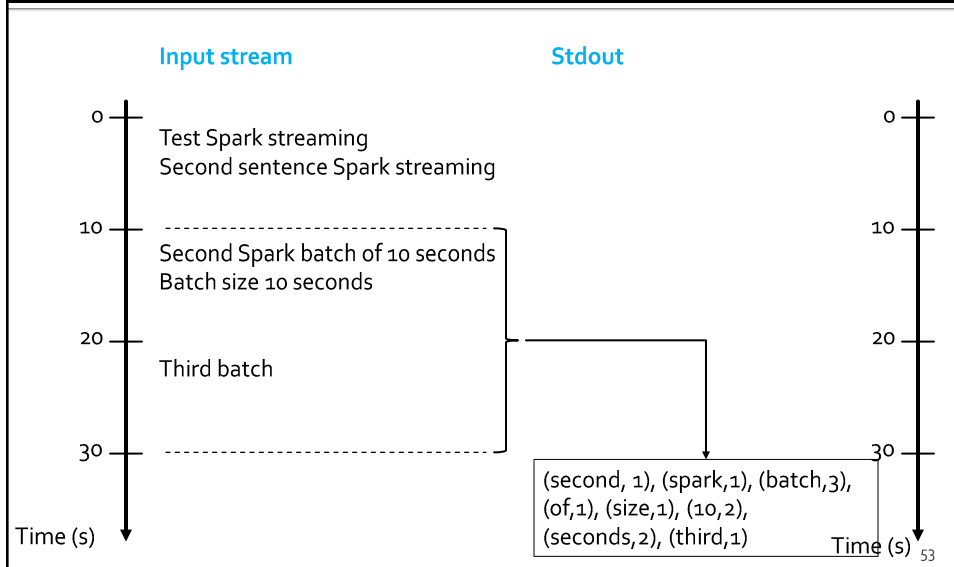 Input stream
Stdout
0
Test Spark streaming
Second sentence Spark streaming
0
10
Second Spark batch of 10 seconds
Batch size 10 seconds
10
20
Third batch
20
30
30
(second, 1), (spark,1), (batch,3),
(of,1), (size,1), (10,2),
(seconds,2), (third,1)
Time (s)
Time (s)
53